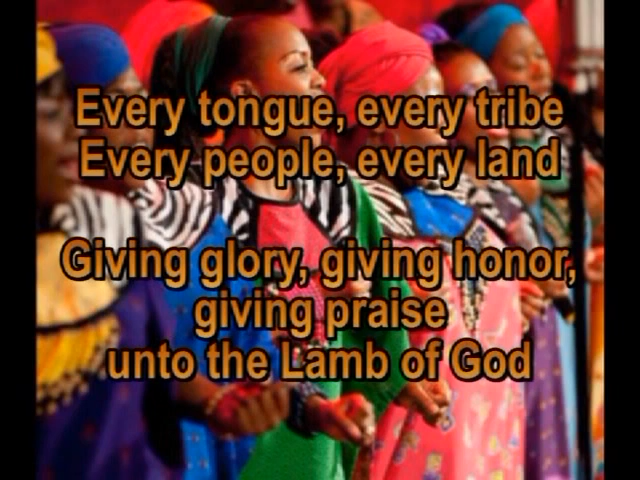 Every tongue, every tribe
Every people, every land
Giving glory, giving honor,
giving praise
unto the Lamb of God